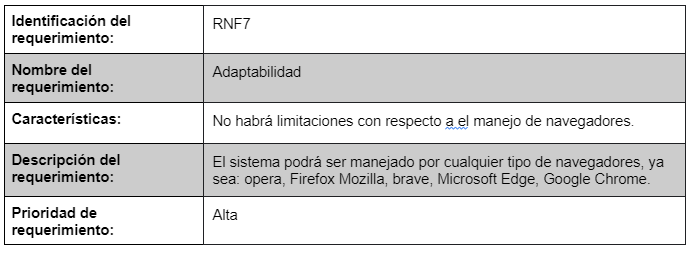 Identificación del
requerimiento:
RNF7
Nombre del
requerimiento:
Adaptabilidad
Características:
No habrá limitaciones con respecto a el manejo de navegadores.
Descripción del
requerimiento:
El sistema podrá ser manejado por cualquier tipo de navegadores, ya
sea: opera, Firefox Mozilla, brave, Microsoft Edge, Google Chrome.
Prioridad de
requerimiento:
Alta